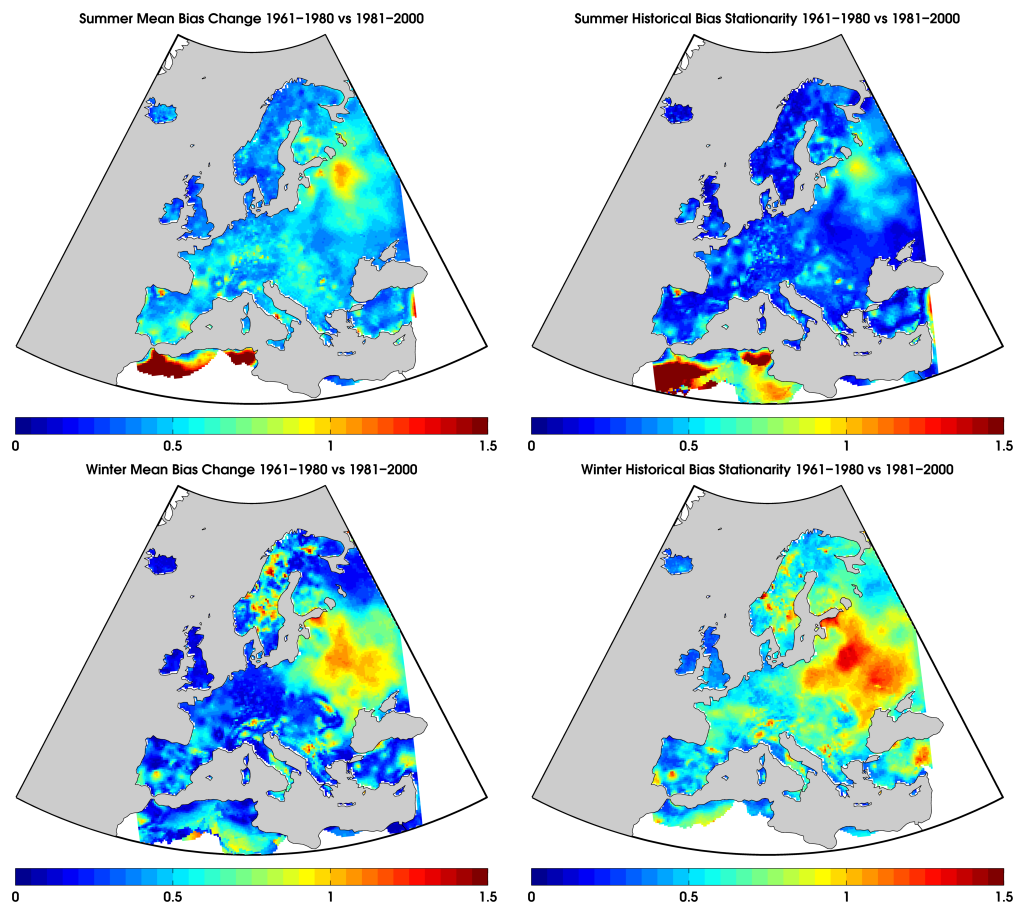 Summer Mean Bias Change 1961-1980 vs 1981-2000
Summer Historical Bias Stationarity 1961-1980 vs 1981-2000
0 0.5 1 1.5
0 0.5 1 1.5
Winter Mean Bias Change 1961-1980 vs 1981-2000
Winter Historical Bias Stationarity 1961-1980 vs 1981-2000
0 0.5 1 1.5
0 0.5 1 1.5